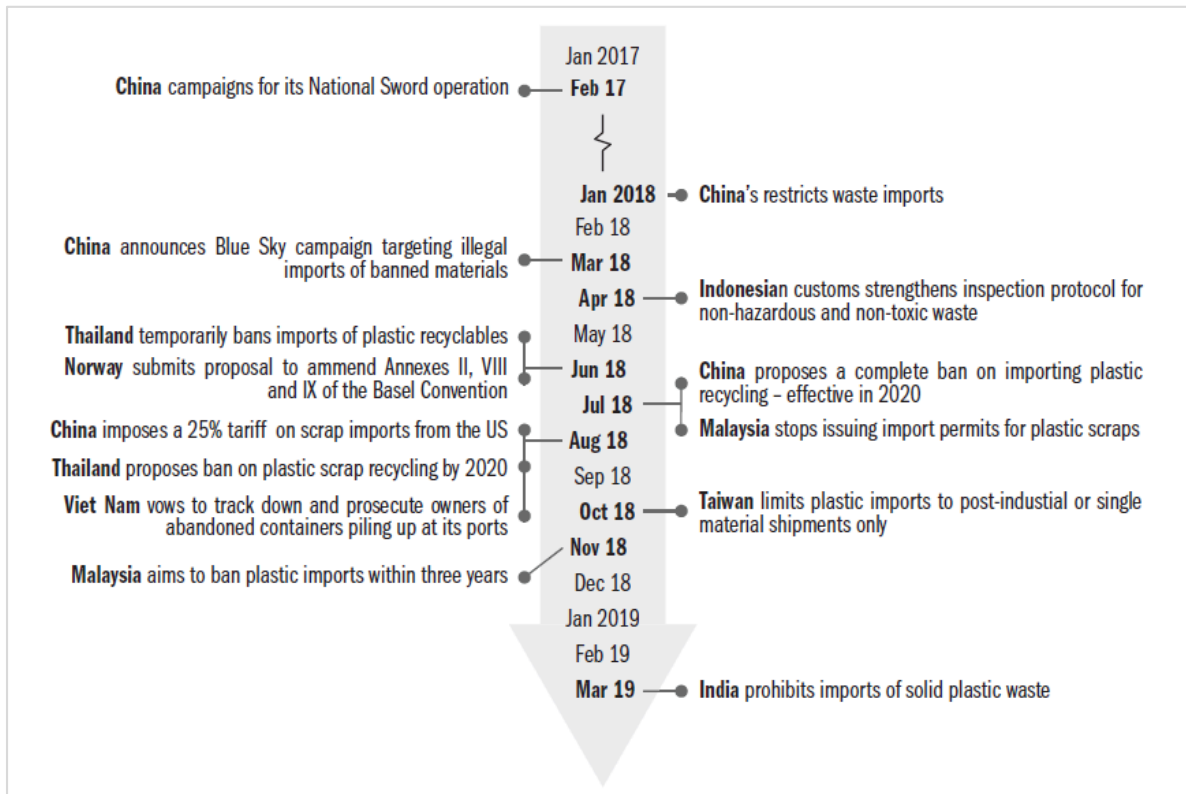 Jan 2017
China campaigns for its National Sword operation
Feb 17
Jan 2018
China's restricts waste imports
Feb 18
China announces Blue Sky campaign targeting illegal
imports of banned materials
Mar 18
Apr 18
Indonesian customs strengthens inspection protocol for
non-hazardous and non-toxic waste
Thailand temporarily bans imports of plastic recyclables
May 18
Norway submits proposal to ammend Annexes II, VIII
and IX of the Basel Convention
Jun 18
China proposes a complete ban on importing plastic
recycling – effective in 2020
Jul 18
Malaysia stops issuing import permits for plastic scraps
China imposes a 25% tariff on scrap imports from the US
Aug 18
Thailand proposes ban on plastic scrap recycling by 2020
Sep 18
Viet Nam vows to track down and prosecute owners of
abandoned containers piling up at its ports
Oct 18
Taiwan limits plastic imports to post-industial or single
material shipments only
Nov 18
Malaysia aims to ban plastic imports within three years
Dec 18
Jan 2019
Feb 19
Mar 19
India prohibits imports of solid plastic waste